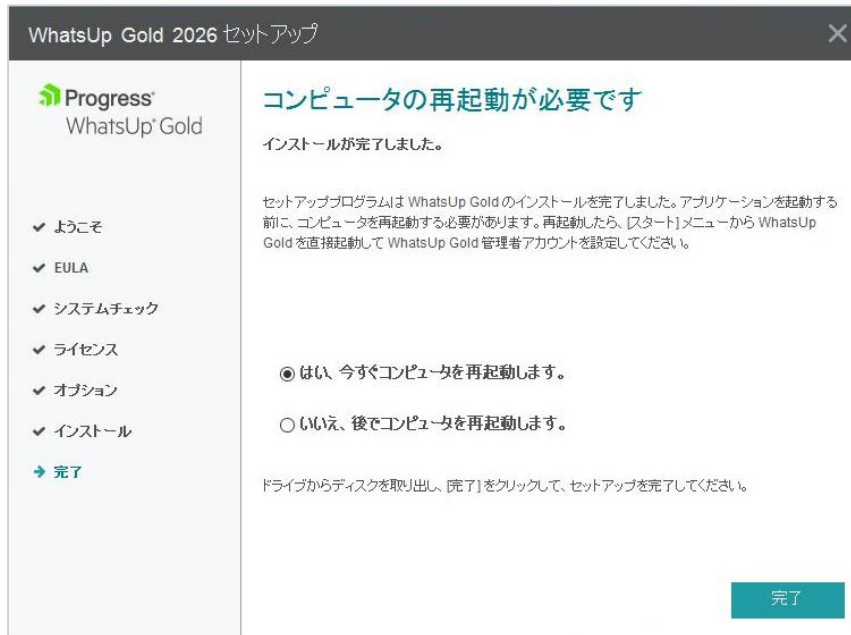 WhatsUp Gold 2026 セットアップ
Progress®
WhatsUp® Gold
ようこそ
EULA
システムチェック
ライセンス
オプション
インストール
完了
コンピュータの再起動が必要です
インストールが完了しました。
セットアッププログラムは WhatsUp Gold のインストールを完了しました。アプリケーションを起動する
前に、コンピュータを再起動する必要があります。再起動したら、[スタート] メニューから WhatsUp
Gold を直接起動して WhatsUp Gold 管理者アカウントを設定してください。
はい、今すぐコンピュータを再起動します。
いいえ、後でコンピュータを再起動します。
ドライブからディスクを取り出し、[完了] をクリックして、セットアップを完了してください。
完了